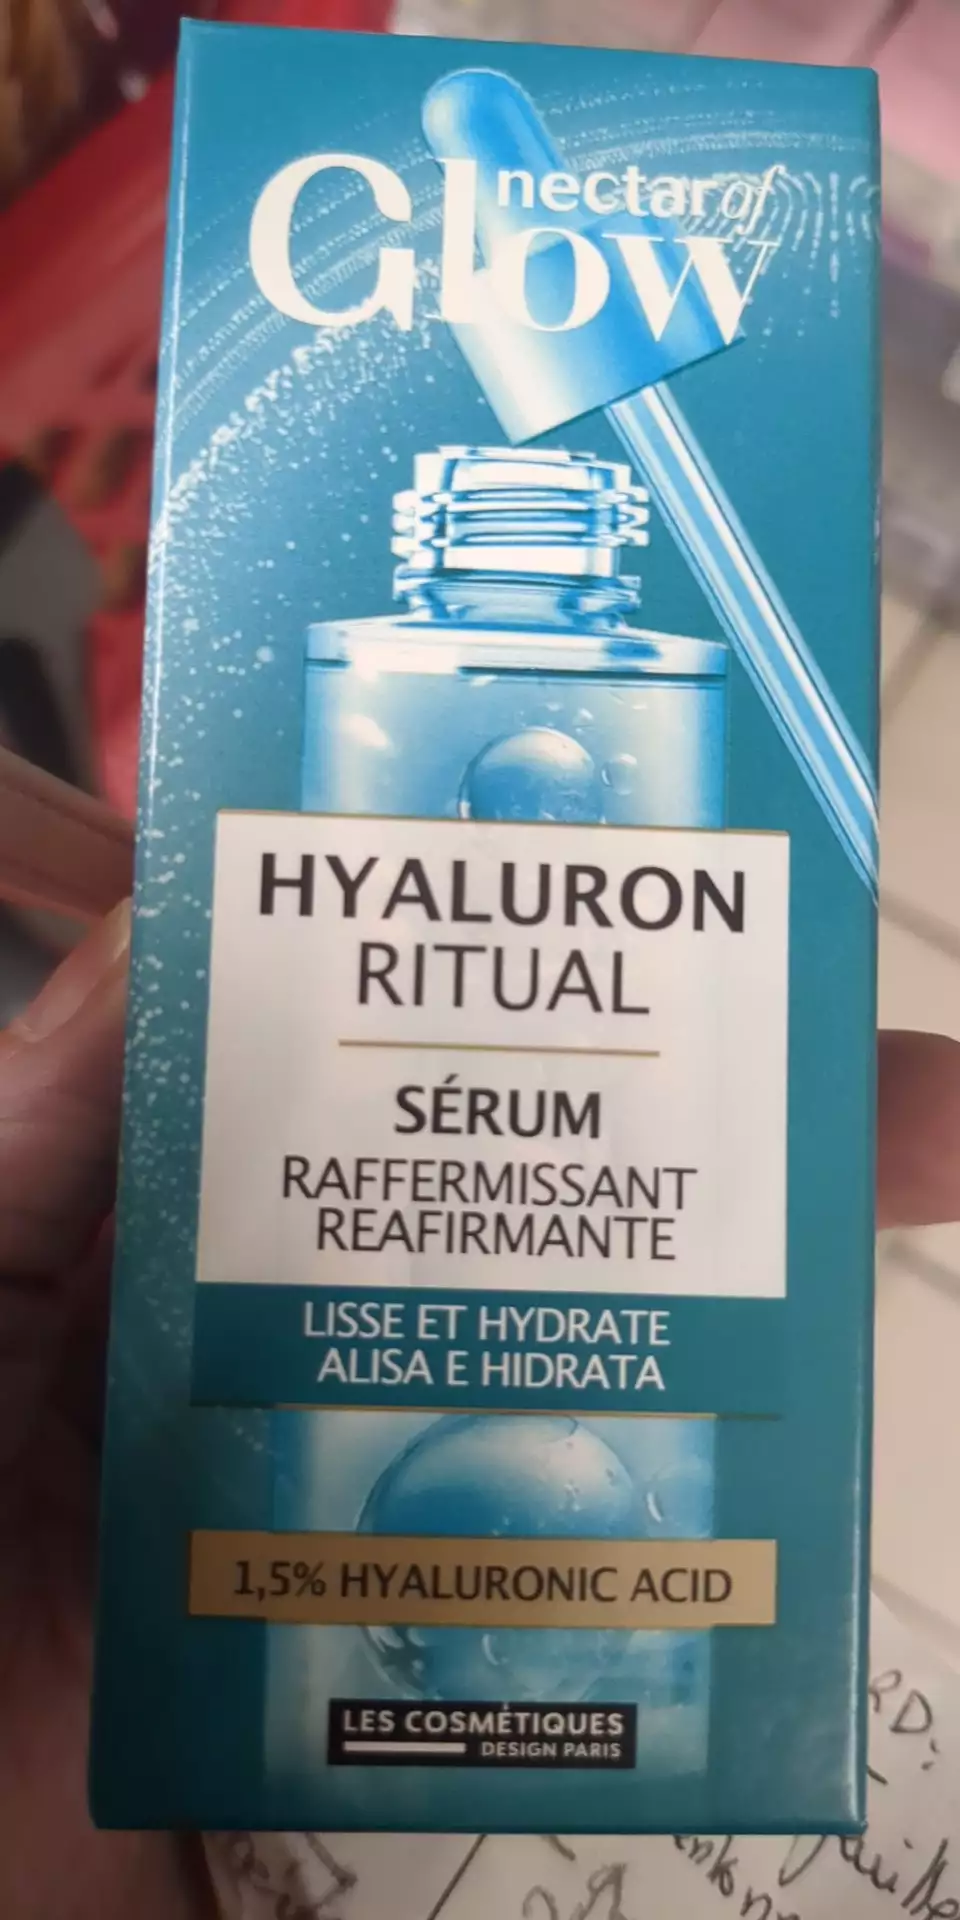 nectar of
Glow
HYALURON
RITUAL
SÉRUM
RAFFERMISSANT
REAFIRMANTE
LISSE ET HYDRATE
ALISA E HIDRATA
1,5% HYALURONIC ACID
LES COSMÉTIQUES
DESIGN PARIS
RD: